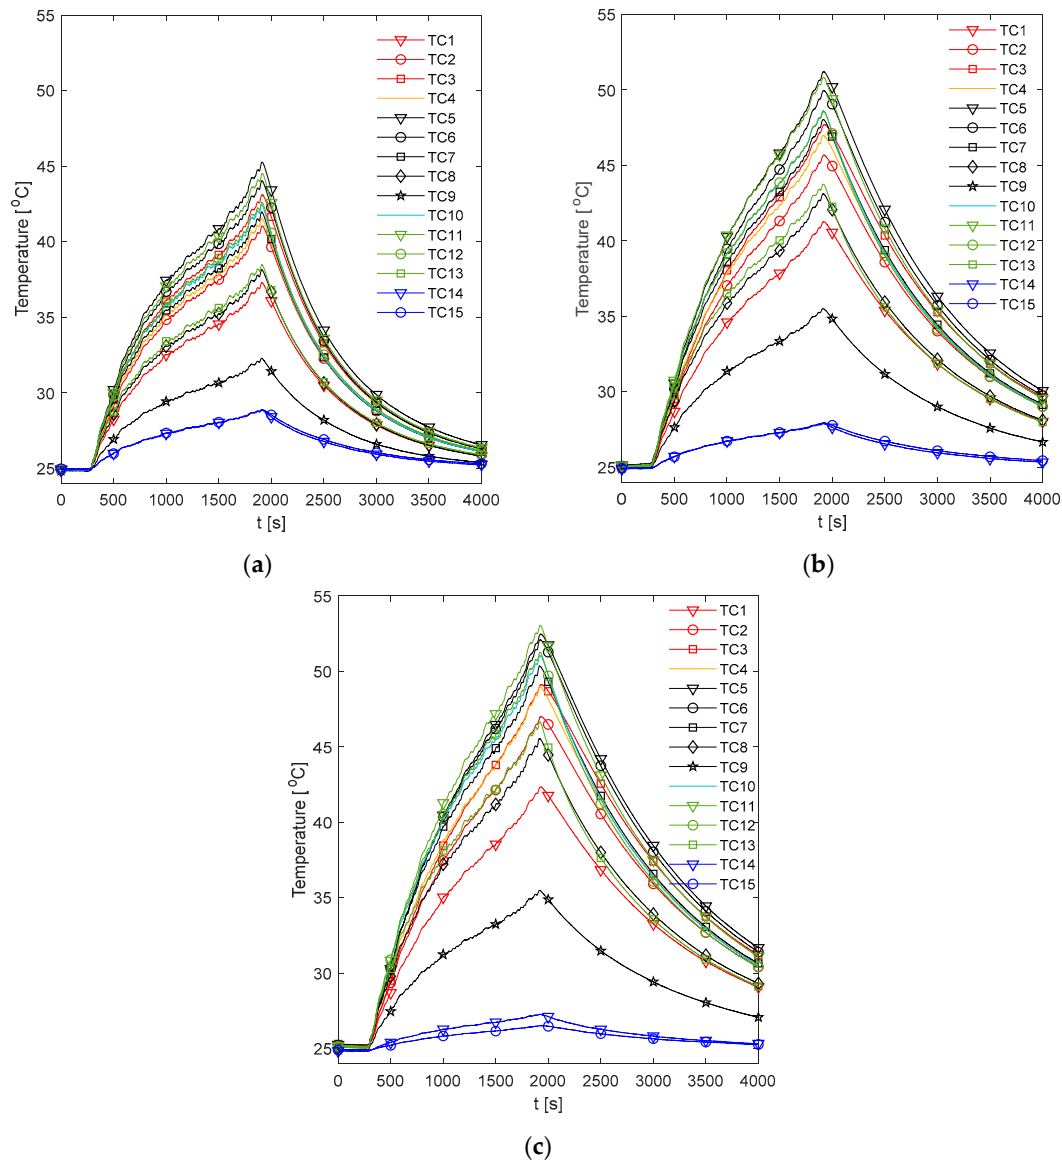 55
50
45
40
35
30
25
Temperature [ °C]
0 500 1000 1500 2000 2500 3000 3500 4000
t [s]
TC1
TC2
TC3
TC4
TC5
TC6
TC7
TC8
TC9
TC10
TC11
TC12
TC13
TC14
TC15
(a)
55
50
45
40
35
30
25
Temperature [ °C]
0 500 1000 1500 2000 2500 3000 3500 4000
t [s]
TC1
TC2
TC3
TC4
TC5
TC6
TC7
TC8
TC9
TC10
TC11
TC12
TC13
TC14
TC15
(b)
55
50
45
40
35
30
25
Temperature [ °C]
0 500 1000 1500 2000 2500 3000 3500 4000
t [s]
TC1
TC2
TC3
TC4
TC5
TC6
TC7
TC8
TC9
TC10
TC11
TC12
TC13
TC14
TC15
(c)